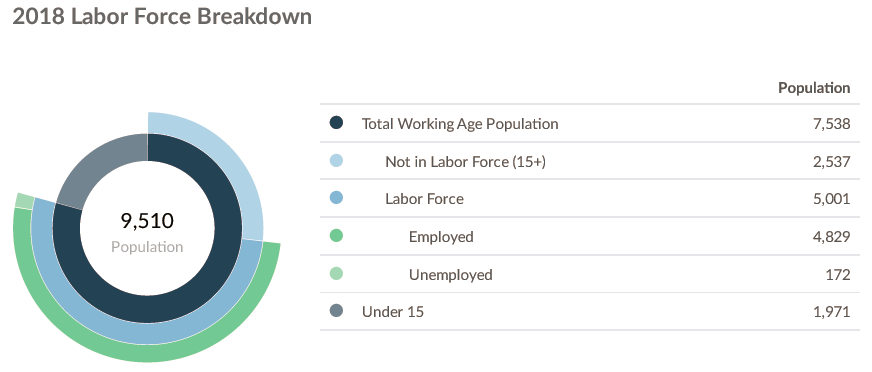 2018 Labor Force Breakdown
Population
Total Working Age Population 7,538
Not in Labor Force (15+) 2,537
Labor Force 5,001
Employed 4,829
Unemployed 172
Under 15 1,971
9,510
Population